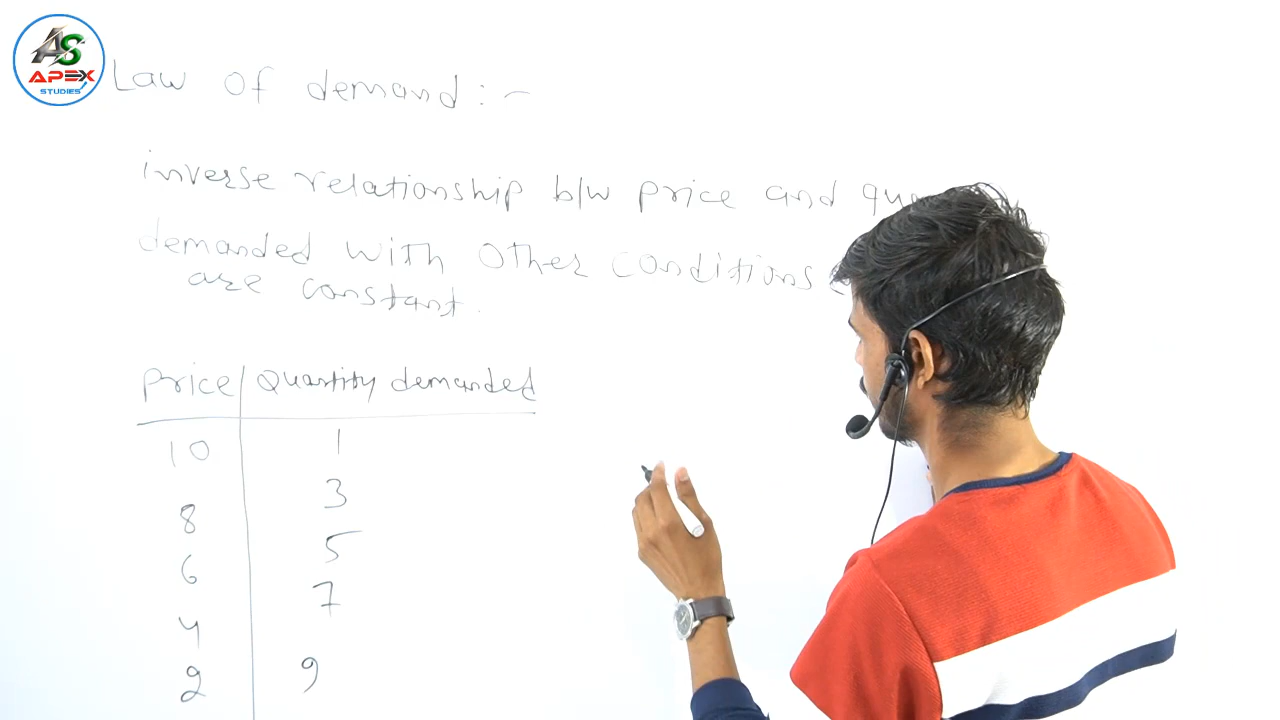 AS
APEX
STUDIES
Law of demand :-
inverse relationship b/w price and
demanded with other conditions
are constant.
Price Quantity demanded
10 1
8 3
6 5
4 7
2 9